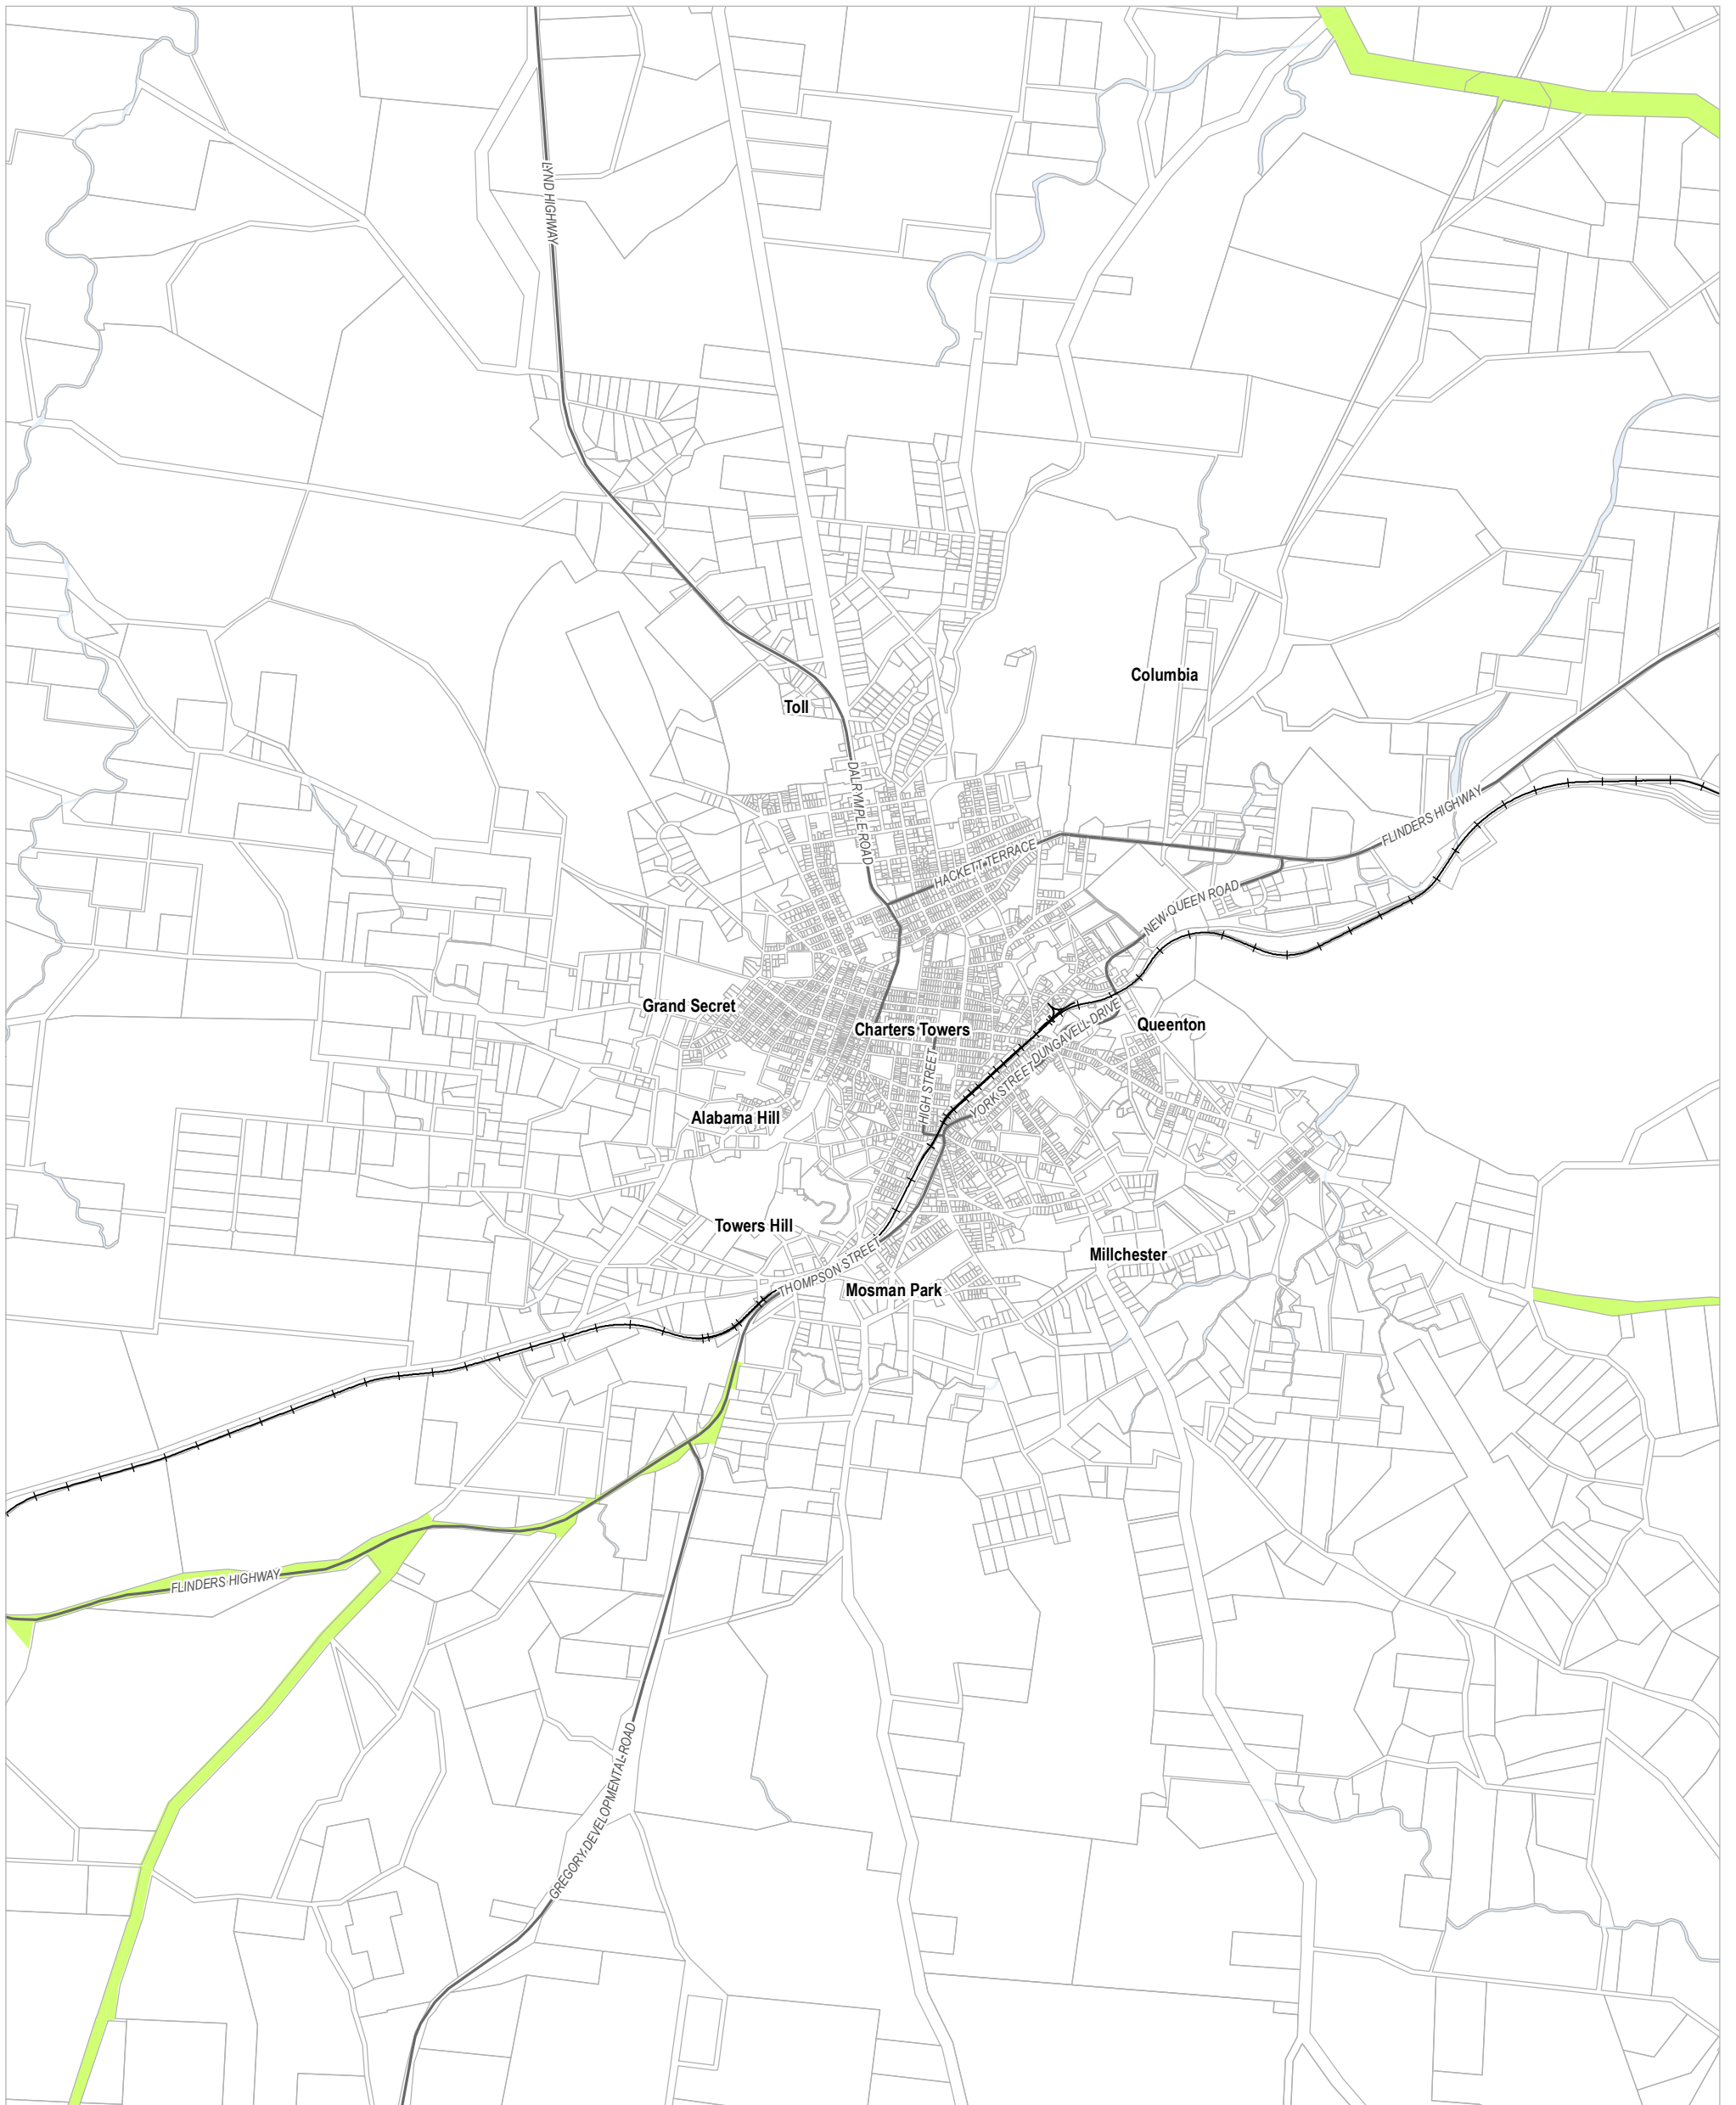 LYND HIGHWAY
Columbia
Toll
DALRYMPLE ROAD
FLINDERS HIGHWAY
HACKETT TERRACE
NEW QUEEN ROAD
Grand Secret
Charters Towers
Queenton
DUNGAVELL DRIVE
HIGH STREET
YORK STREET
Alabama Hill
Towers Hill
THOMPSON STREET
Millchester
Mosman Park
FLINDERS HIGHWAY
GREGORY DEVELOPMENTAL ROAD